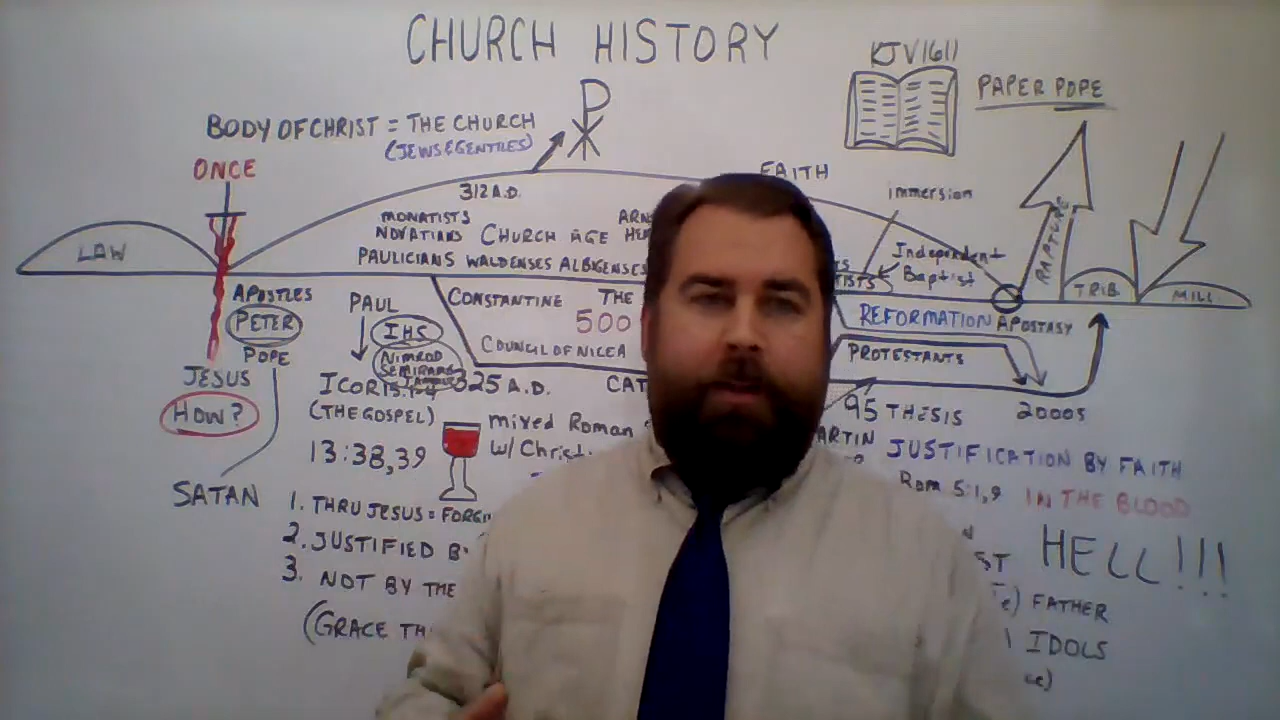 CHURCH HISTORY
KJV1611
PAPER POPE
BODY OF CHRIST = THE CHURCH
(JEWS & GENTILES)
ONCE
312 A.D.
FAITH
immersion
MONATISTS
NOVATIANS
CHURCH AGE
PAULICIANS WALDENSES ALBIGENSES
Independent
Baptist
LAW
RAPTURE
TRIB
MILL.
APOSTLES
PETER
POPE
PAUL
IHS
NIMROD
CONSTANTINE THE
500
COUNCIL OF NICEA
REFORMATION APOSTASY
PROTESTANTS
JESUS
HOW?
325 A.D.
CAT
95 THESIS
2000s
(THE GOSPEL)
13:38,39
mixed Roman
w/ Christ.
ARTIN
JUSTIFICATION BY FAITH
Rom 5:1,9 IN THE BLOOD
SATAN
1. THRU JESUS = FORGI
2. JUSTIFIED B
3. NOT BY THE
(GRACE TH
HELL!!!
FATHER
IDOLS